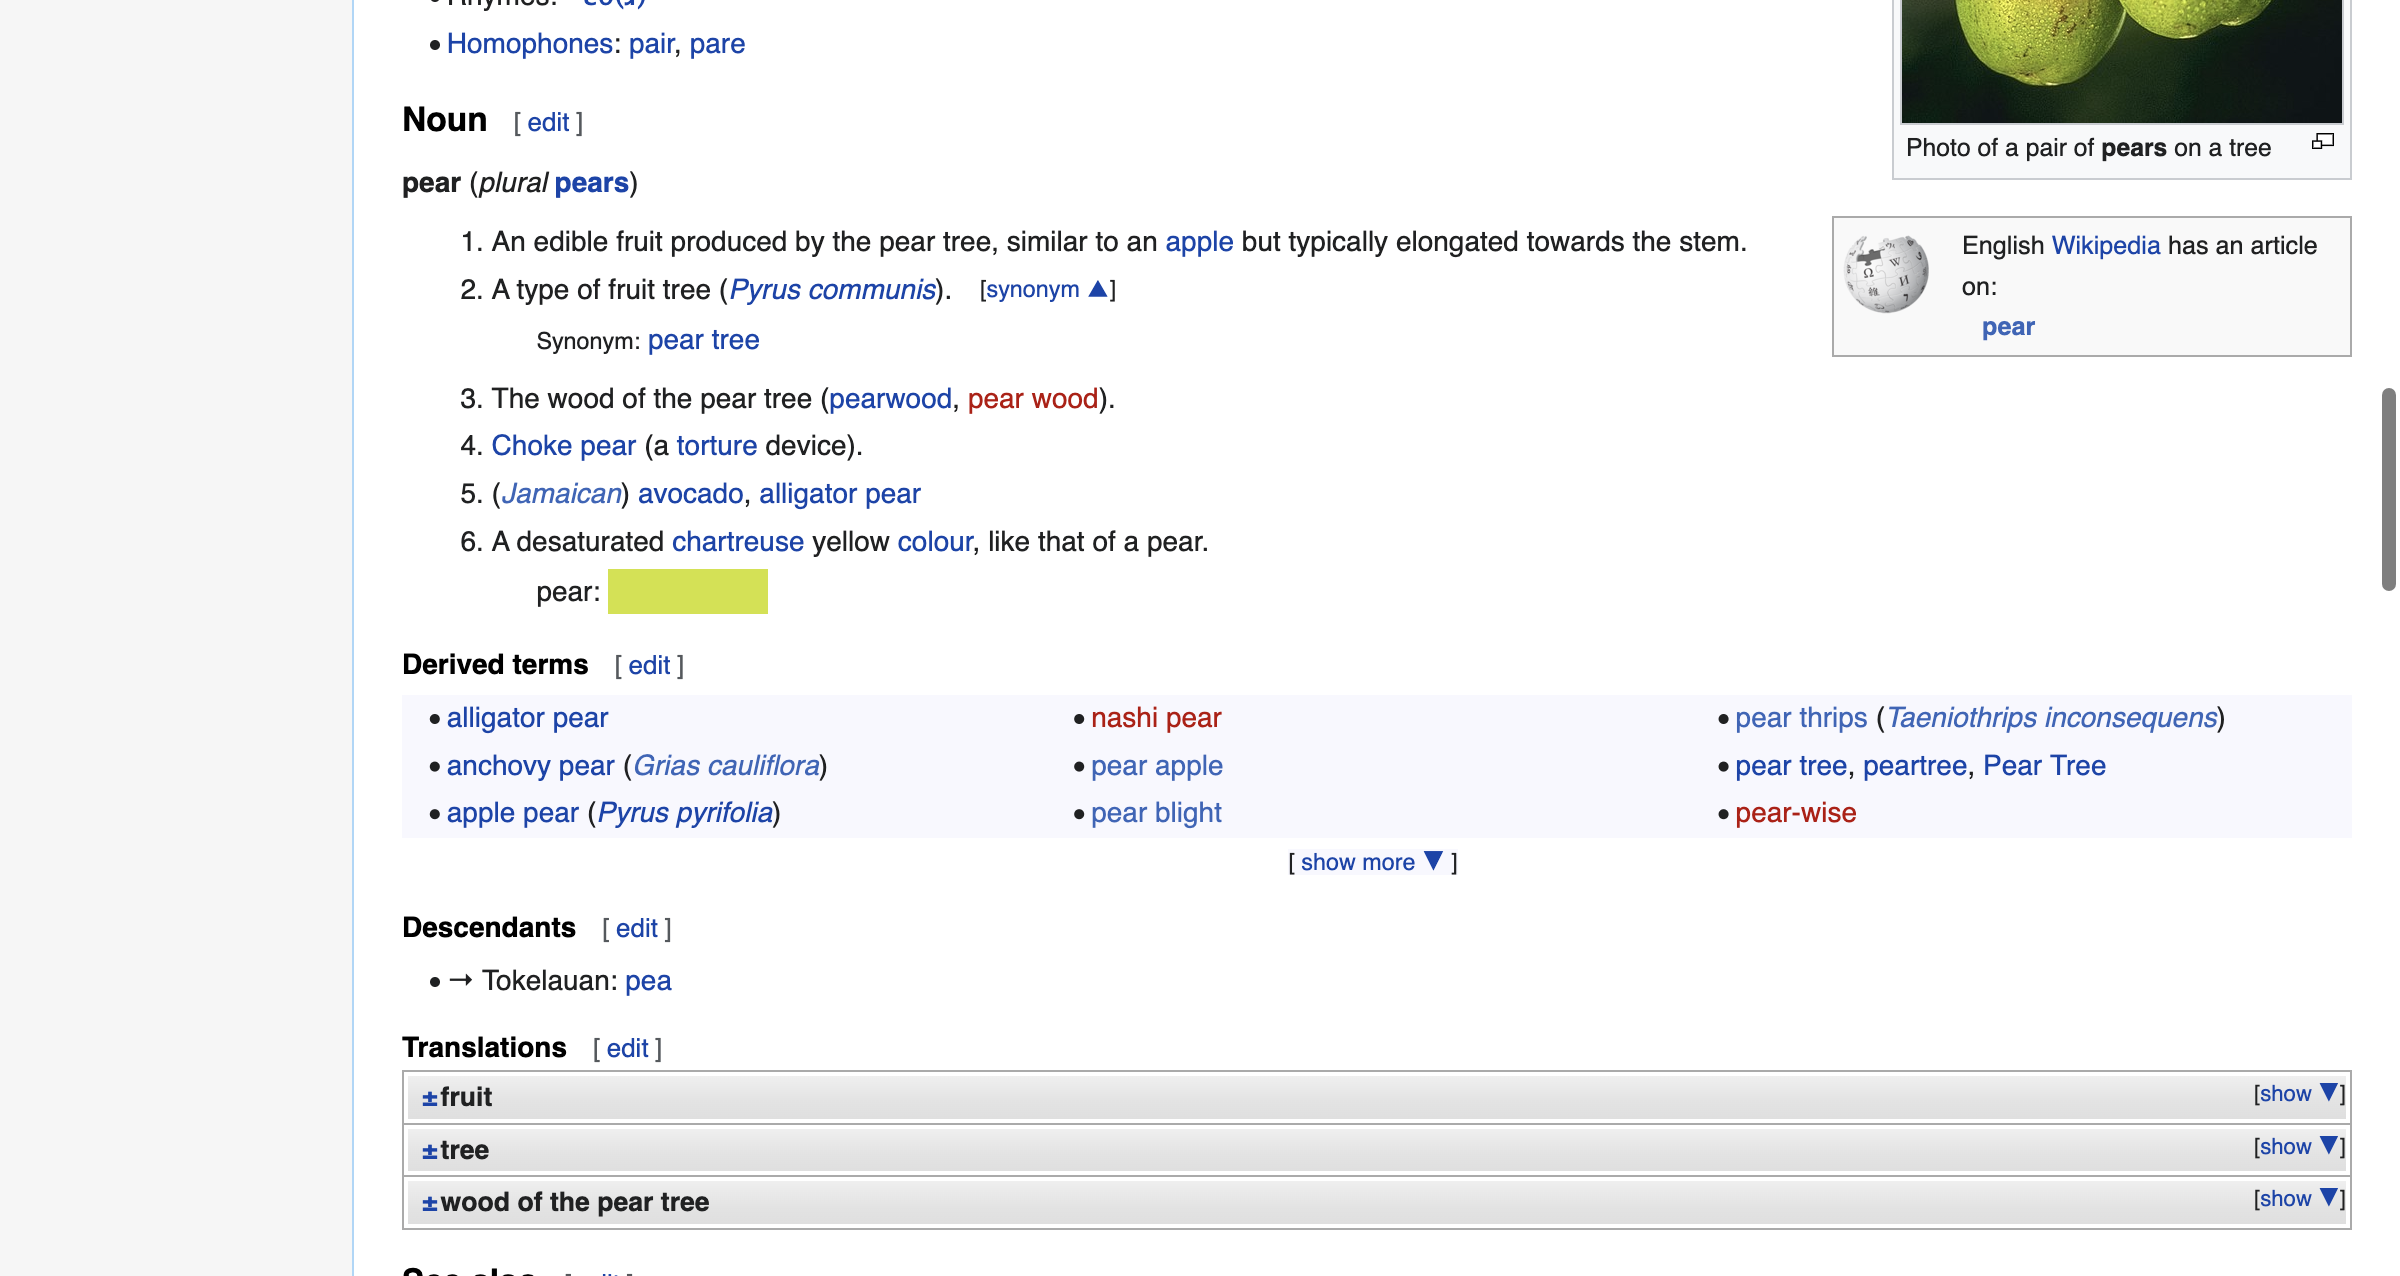 • Homophones: pair, pare
Noun [ edit ]
pear (plural pears)
1. An edible fruit produced by the pear tree, similar to an apple but typically elongated towards the stem.
2. A type of fruit tree (Pyrus communis). [synonym ▲]
Synonym: pear tree
3. The wood of the pear tree (pearwood, pear wood).
4. Choke pear (a torture device).
5. (Jamaican) avocado, alligator pear
6. A desaturated chartreuse yellow colour, like that of a pear.
pear:
Photo of a pair of pears on a tree
English Wikipedia has an article
on:
pear
Derived terms [ edit ]
• alligator pear
• anchovy pear (Grias cauliflora)
• apple pear (Pyrus pyrifolia)
• nashi pear
• pear apple
• pear blight
• pear thrips (Taeniothrips inconsequens)
• pear tree, peartree, Pear Tree
• pear-wise
[ show more ▼ ]
Descendants [ edit ]
• → Tokelauan: pea
Translations [ edit ]
±fruit [show ▼]
±tree [show ▼]
±wood of the pear tree [show ▼]